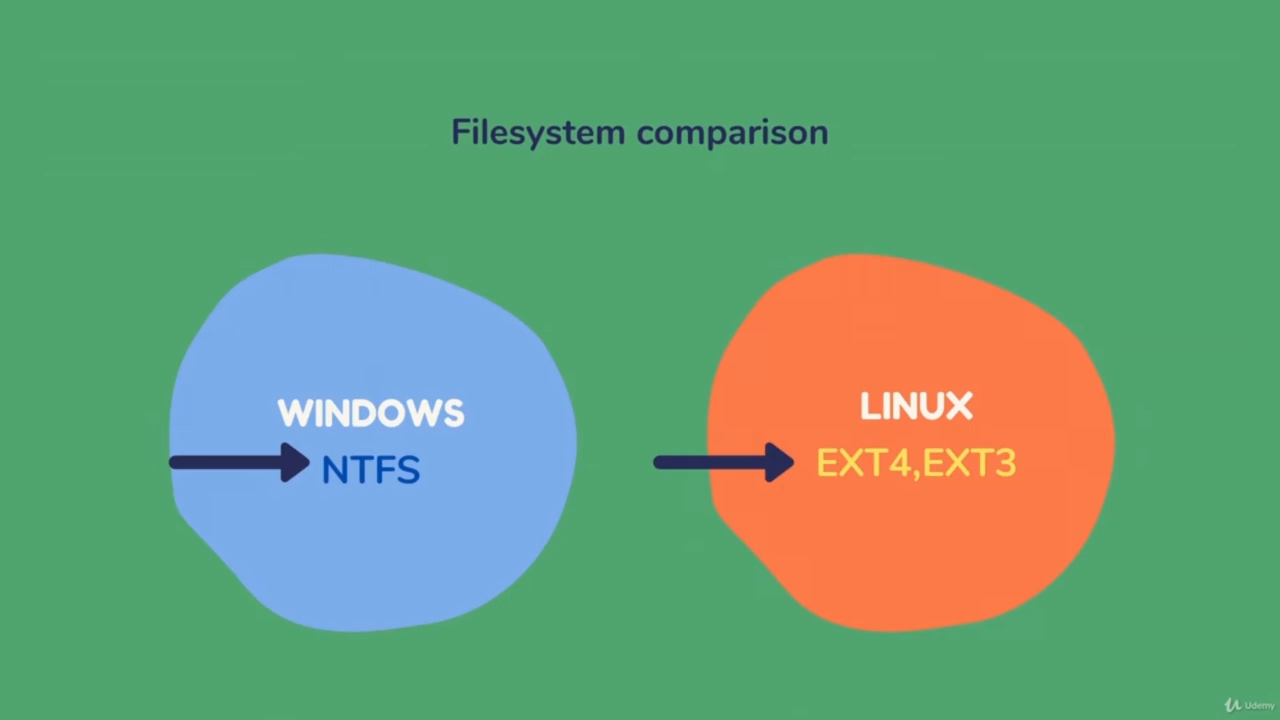 Filesystem comparison
WINDOWS
NTFS
LINUX
EXT4,EXT3
Udemy